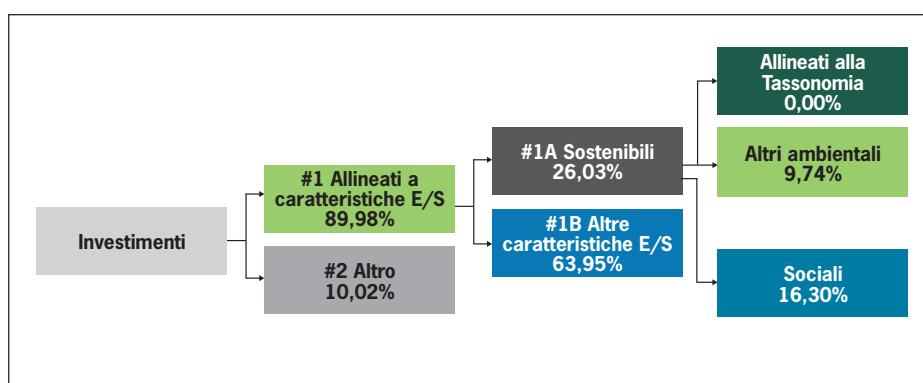 Investimenti
#1 Allineati a
caratteristiche E/S
89,98%
#2 Altro
10,02%
#1A Sostenibili
26,03%
#1B Altre
caratteristiche E/S
63,95%
Allineati alla
Tassonomia
0,00%
Altri ambientali
9,74%
Sociali
16,30%